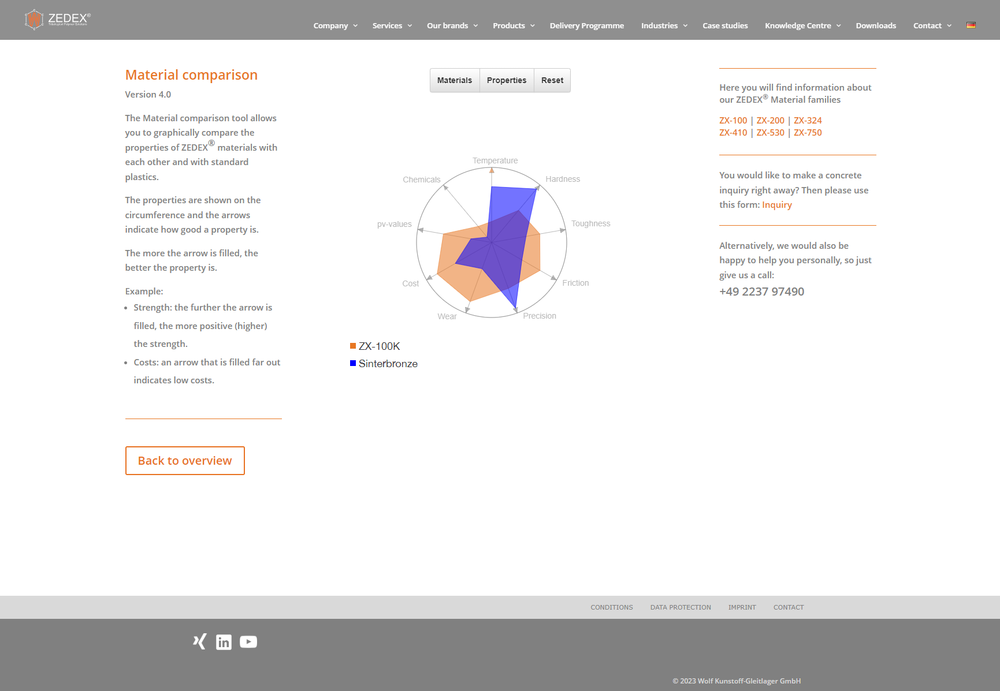 ZEDEX®
Tribological Polymer Solutions
Company
Services
Our brands
Products
Delivery Programme
Industries
Case studies
Knowledge Centre
Downloads
Contact
Material comparison
Version 4.0
The Material comparison tool allows
you to graphically compare the
properties of ZEDEX® materials with
each other and with standard
plastics.
The properties are shown on the
circumference and the arrows
indicate how good a property is.
The more the arrow is filled, the
better the property is.
Example:
• Strength: the further the arrow is
filled, the more positive (higher)
the strength.
• Costs: an arrow that is filled far out
indicates low costs.
Back to overview
Materials
Properties
Reset
Temperature
Hardness
Toughness
Friction
Precision
Wear
Cost
pv-values
Chemicals
ZX-100K
Sinterbronze
Here you will find information about
our ZEDEX® Material families
ZX-100 | ZX-200 | ZX-324
ZX-410 | ZX-530 | ZX-750
You would like to make a concrete
inquiry right away? Then please use
this form: Inquiry
Alternatively, we would also be
happy to help you personally, so just
give us a call:
+49 2237 97490
CONDITIONS
DATA PROTECTION
IMPRINT
CONTACT
in
© 2023 Wolf Kunstoff-Gleitlager GmbH